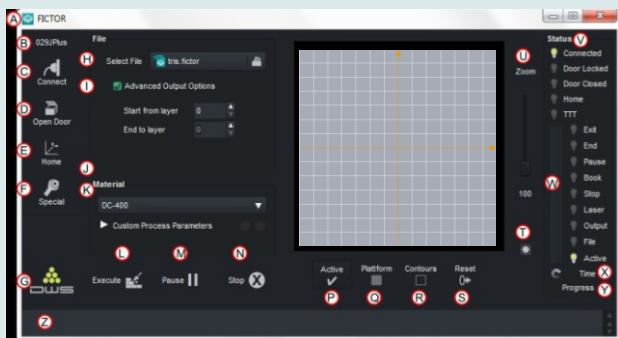 A FICTOR
B 029JPlus
C Connect
D Open Door
E Home
F Special
G DWS
File
H Select File tris.fictor
I Advanced Output Options
Start from layer 0
End to layer 0
J
K Material
DC-400
Custom Process Parameters
L M N
Execute Pause Stop X
U
Zoom
100
T
Active Plattform Contours Reset
0
P Q R S
Status V
Connected
Door Locked
Door Closed
Home
TTT
Exit
End
Pause
W Book
Stop
Laser
Output
File
Active
Time X
Progress Y
Z